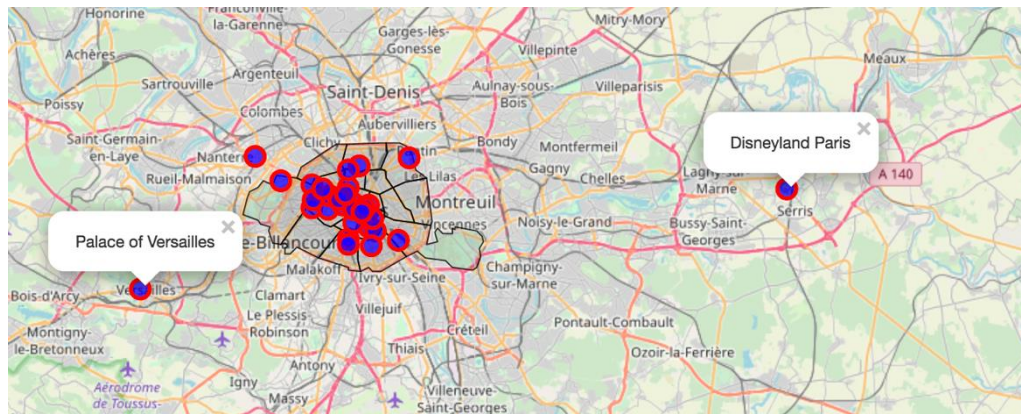 Honorine
la-Garenne
Garges-lès-
Gonesse
Mitry-Mory
Achères
Villepinte
Meaux
Sartrouville
Argenteuil
Saint-Denis
Aulnay-sous-
Bois
Villeparisis
Poissy
Colombes
Aubervilliers
Saint-Germain-
en-Laye
Clichy
Bondy
Montfermeil
Disneyland Paris
×
Nanterre
Gagny
Chelles
Rueil-Malmaison
Les Lilas
Marne
A 140
Montreuil
Serris
Palace of Versailles
×
Vincennes
Noisy-le-Grand
Bussy-Saint-
Georges
e-Billancour
Malakoff
Ivry-sur-Seine
Champigny-
sur-Marne
Bois-d'Arcy
Versailles
Clamart
Villejuif
Le Plessis-
Robinson
Pontault-Combault
Montigny-
le-Bretonneux
Créteil
Thiais
Ozoir-la-Ferrière
Antony
Igny
Aérodrome
de Toussus-
Massy
Villeneuve-
Saint-Georges